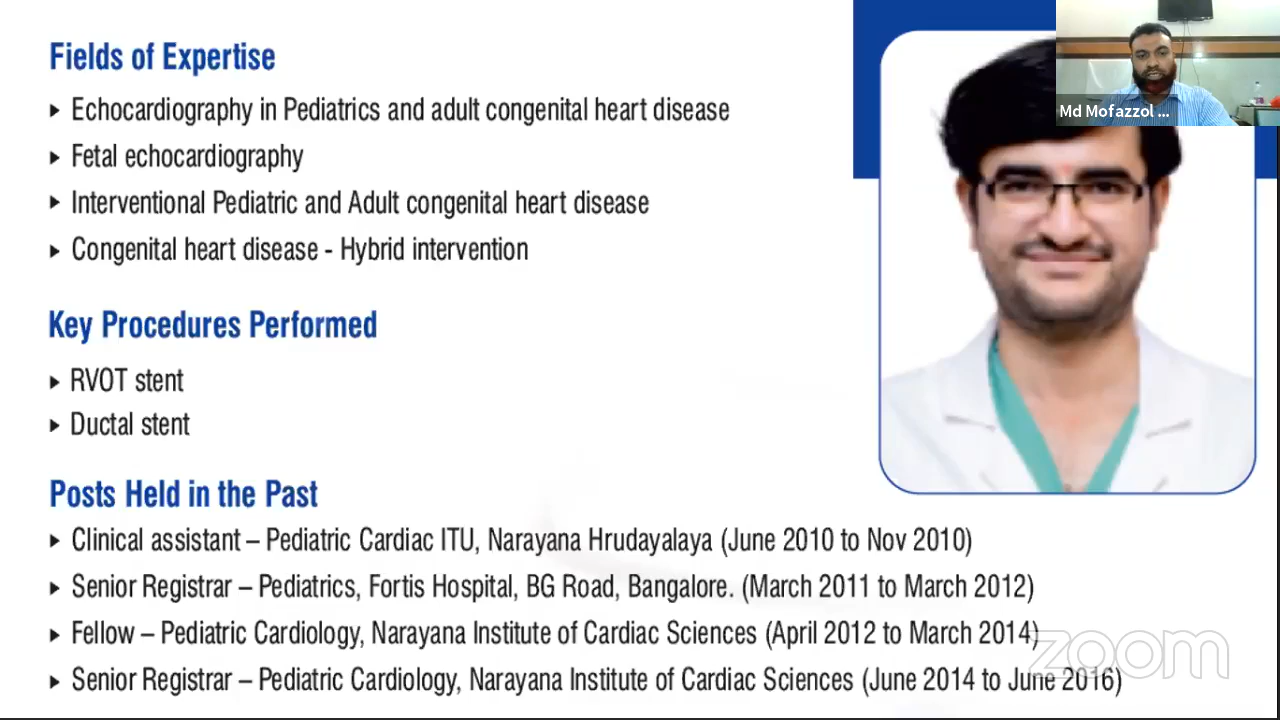 Fields of Expertise
Echocardiography in Pediatrics and adult congenital heart disease
Fetal echocardiography
Interventional Pediatric and Adult congenital heart disease
Congenital heart disease - Hybrid intervention
Key Procedures Performed
RVOT stent
Ductal stent
Posts Held in the Past
Clinical assistant – Pediatric Cardiac ITU, Narayana Hrudayalaya (June 2010 to Nov 2010)
Senior Registrar – Pediatrics, Fortis Hospital, BG Road, Bangalore. (March 2011 to March 2012)
Fellow – Pediatric Cardiology, Narayana Institute of Cardiac Sciences (April 2012 to March 2014)
Senior Registrar – Pediatric Cardiology, Narayana Institute of Cardiac Sciences (June 2014 to June 2016)
Md Mofazzol ...
zoom